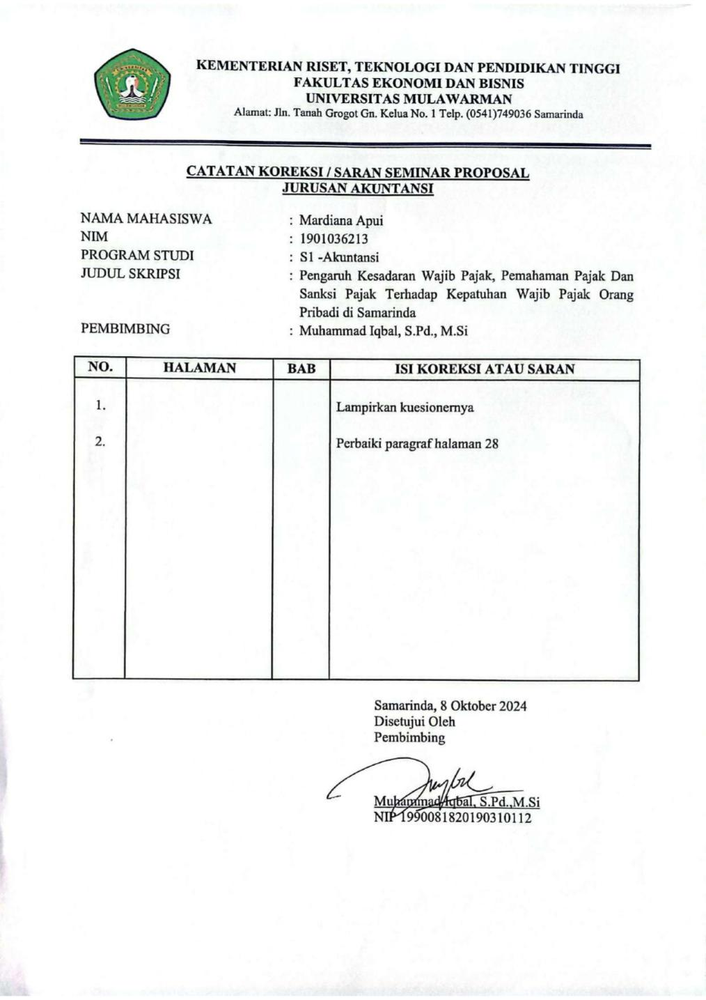 KEMENTERIAN RISET, TEKNOLOGI DAN PENDIDIKAN TINGGI
FAKULTAS EKONOMI DAN BISNIS
UNIVERSITAS MULAWARMAN
Alamat: Jln. Tanah Grogot Gn. Kelua No. 1 Telp. (0541)749036 Samarinda
CATATAN KOREKSI / SARAN SEMINAR PROPOSAL
JURUSAN AKUNTANSI
NAMA MAHASISWA : Mardiana Apui
NIM : 1901036213
PROGRAM STUDI : S1 -Akuntansi
JUDUL SKRIPSI : Pengaruh Kesadaran Wajib Pajak, Pemahaman Pajak Dan
Sanksi Pajak Terhadap Kepatuhan Wajib Pajak Orang
Pribadi di Samarinda
PEMBIMBING : Muhammad Iqbal, S.Pd., M.Si
NO. HALAMAN BAB ISI KOREKSI ATAU SARAN
1. Lampirkan kuesionernya
2. Perbaiki paragraf halaman 28
Samarinda, 8 Oktober 2024
Disetujui Oleh
Pembimbing
Muhammad Iqbal, S.Pd.,M.Si
NIP 1990081820190310112